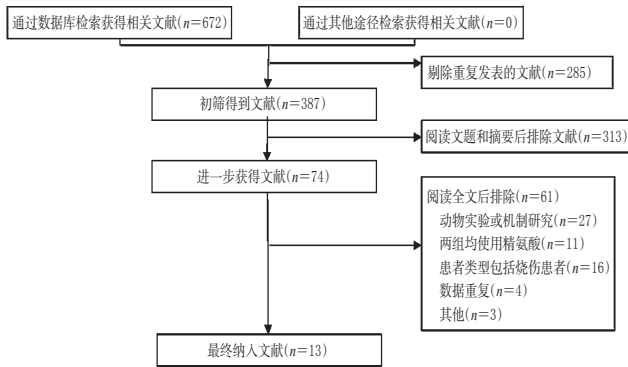 通过数据库检索获得相关文献(n=672)
通过其他途径检索获得相关文献(n=0)
剔除重复发表的文献(n=285)
初筛得到文献(n=387)
阅读文题和摘要后排除文献(n=313)
进一步获得文献(n=74)
阅读全文后排除(n=61)
动物实验或机制研究(n=27)
两组均使用精氨酸(n=11)
患者类型包括烧伤患者(n=16)
数据重复(n=4)
其他(n=3)
最终纳入文献(n=13)